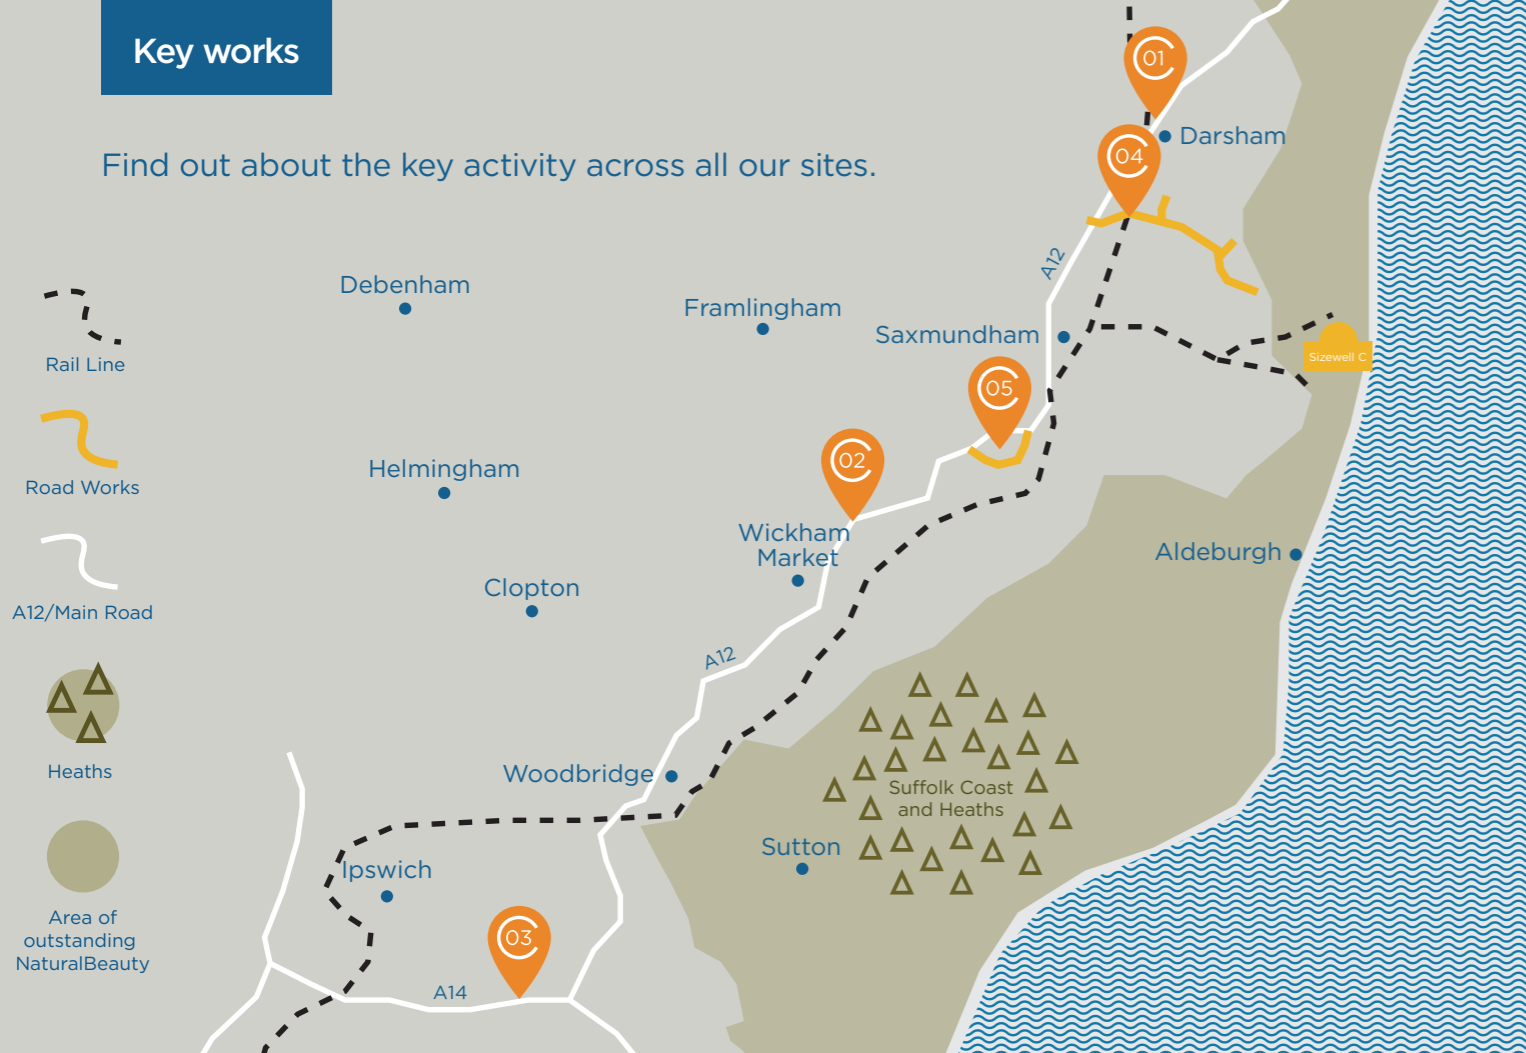 Key works
Find out about the key activity across all our sites.
01
Darsham
04
A12
Debenham
Framlingham
Saxmundham
Sizewell C
Rail Line
05
02
Helmingham
Road Works
Wickham
Market
Aldeburgh
Clopton
A12/Main Road
A12
Heaths
Woodbridge
Suffolk Coast
and Heaths
Sutton
Ipswich
Area of
outstanding
NaturalBeauty
03
A14